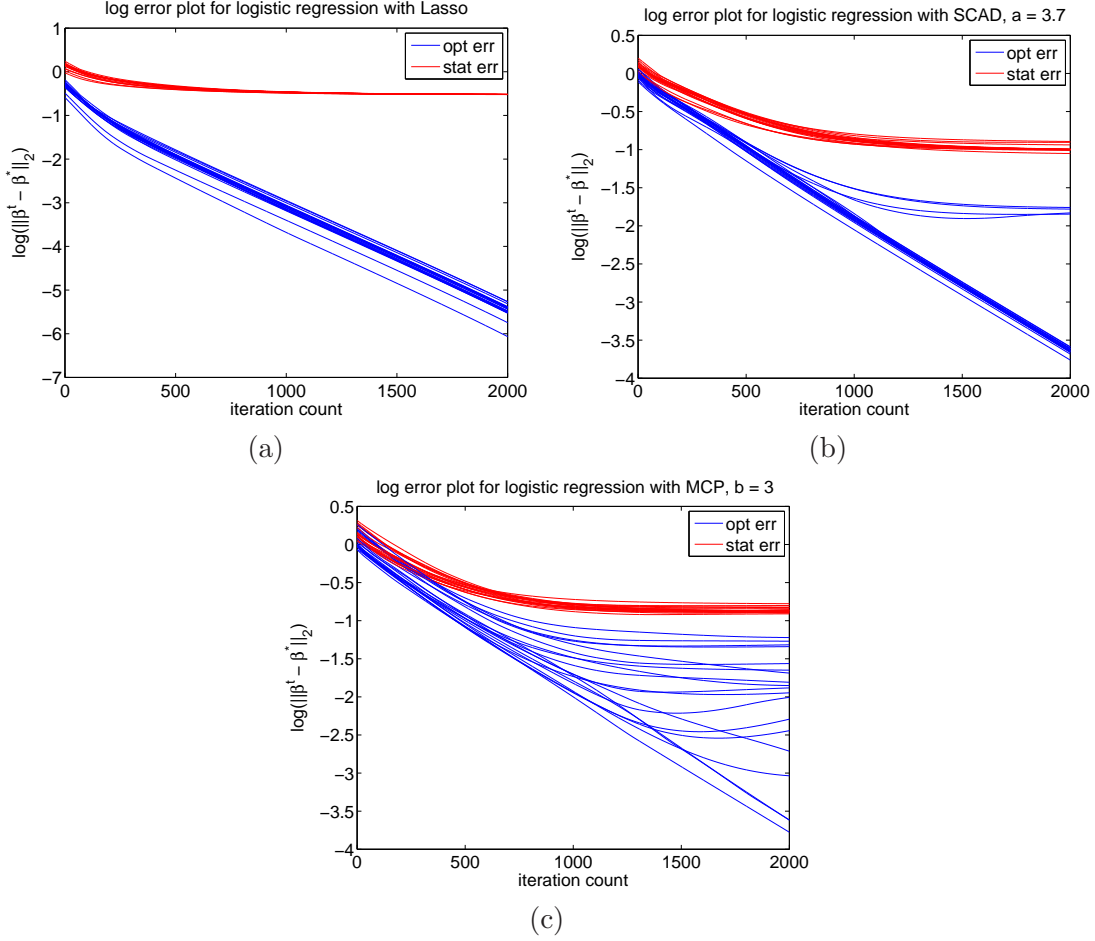 log error plot for logistic regression with Lasso
1
0
−1
−2
−3
−4
−5
−6
−7
log(||β^t − β^*||_2)
opt err
stat err
0 500 1000 1500 2000
iteration count
(a)
log error plot for logistic regression with SCAD, a = 3.7
0.5
0
−0.5
−1
−1.5
−2
−2.5
−3
−3.5
−4
log(||β^t − β^*||_2)
opt err
stat err
0 500 1000 1500 2000
iteration count
(b)
log error plot for logistic regression with MCP, b = 3
0.5
0
−0.5
−1
−1.5
−2
−2.5
−3
−3.5
−4
log(||β^t − β^*||_2)
opt err
stat err
0 500 1000 1500 2000
iteration count
(c)